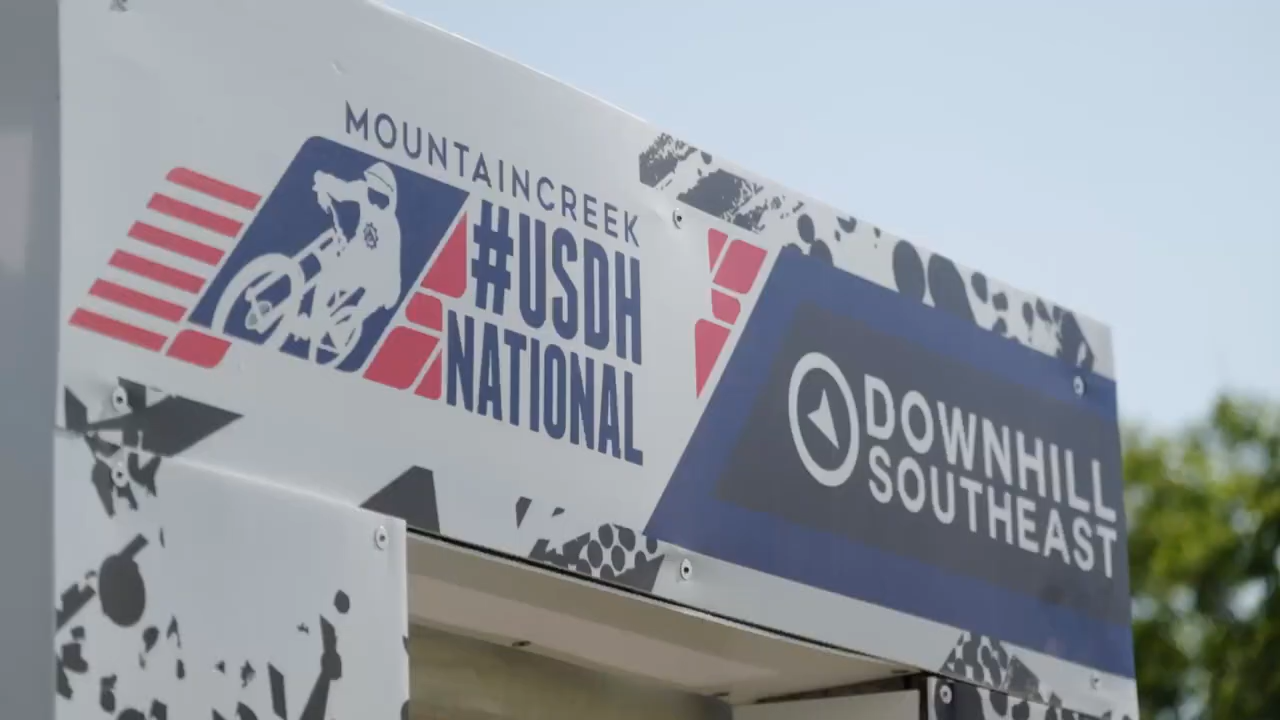 MOUNTAINCREEK
#USDH
NATIONAL
DOWNHILL
SOUTHEAST